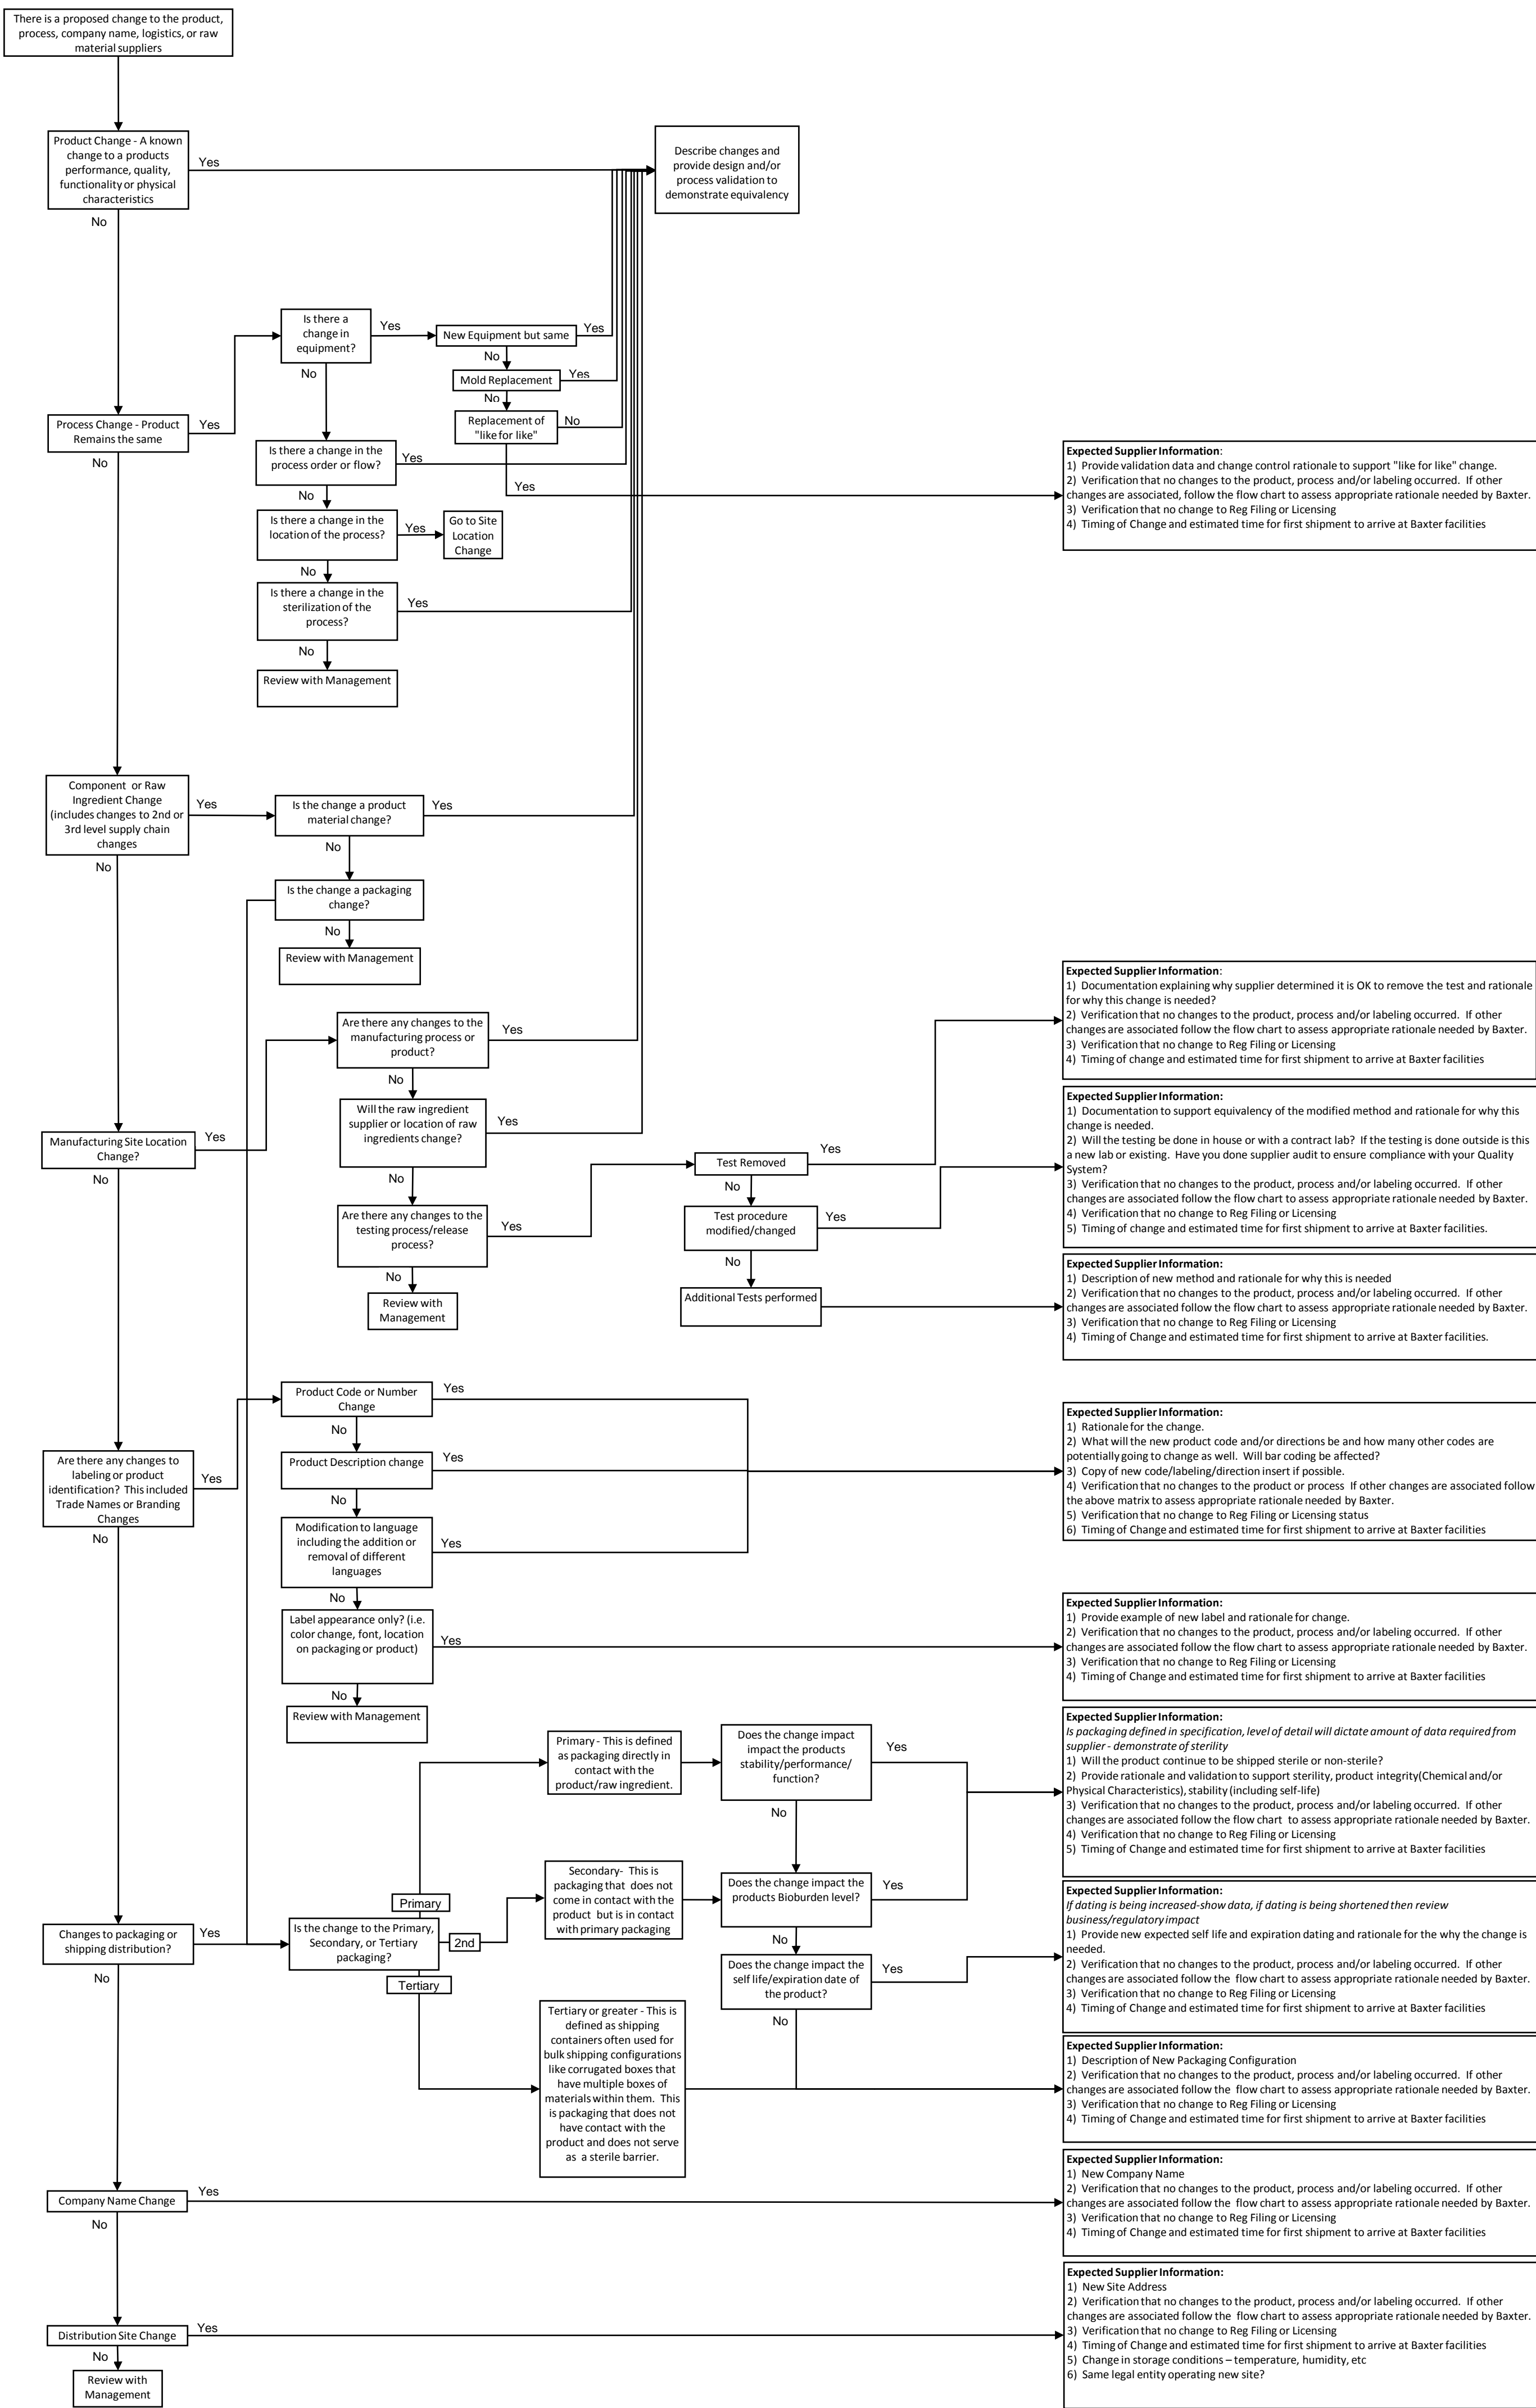 There is a proposed change to the product,
process, company name, logistics, or raw
material suppliers
Product Change - A known
change to a products
performance, quality,
functionality or physical
characteristics
Yes
No
Describe changes and
provide design and/or
process validation to
demonstrate equivalency
Process Change - Product
Remains the same
Yes
No
Is there a
change in
equipment?
Yes
No
New Equipment but same
Yes
No
Mold Replacement
Yes
No
Replacement of
"like for like"
No
Yes
Is there a change in the
process order or flow?
Yes
No
Is there a change in the
location of the process?
Yes
Go to Site
Location
Change
No
Is there a change in the
sterilization of the
process?
Yes
No
Review with Management
Expected Supplier Information:
1) Provide validation data and change control rationale to support "like for like" change.
2) Verification that no changes to the product, process and/or labeling occurred. If other
changes are associated, follow the flow chart to assess appropriate rationale needed by Baxter.
3) Verification that no change to Reg Filing or Licensing
4) Timing of Change and estimated time for first shipment to arrive at Baxter facilities
Component or Raw
Ingredient Change
(includes changes to 2nd or
3rd level supply chain
changes
Yes
No
Is the change a product
material change?
Yes
No
Is the change a packaging
change?
No
Review with Management
Manufacturing Site Location
Change?
Yes
No
Are there any changes to the
manufacturing process or
product?
Yes
No
Will the raw ingredient
supplier or location of raw
ingredients change?
Yes
No
Are there any changes to the
testing process/release
process?
Yes
No
Review with
Management
Test Removed
Yes
No
Test procedure
modified/changed
Yes
No
Additional Tests performed
Expected Supplier Information:
1) Documentation explaining why supplier determined it is OK to remove the test and rationale
for why this change is needed?
2) Verification that no changes to the product, process and/or labeling occurred. If other
changes are associated follow the flow chart to assess appropriate rationale needed by Baxter.
3) Verification that no change to Reg Filing or Licensing
4) Timing of change and estimated time for first shipment to arrive at Baxter facilities
Expected Supplier Information:
1) Documentation to support equivalency of the modified method and rationale for why this
change is needed.
2) Will the testing be done in house or with a contract lab? If the testing is done outside is this
a new lab or existing. Have you done supplier audit to ensure compliance with your Quality
System?
3) Verification that no changes to the product, process and/or labeling occurred. If other
changes are associated follow the flow chart to assess appropriate rationale needed by Baxter.
4) Verification that no change to Reg Filing or Licensing
5) Timing of change and estimated time for first shipment to arrive at Baxter facilities.
Expected Supplier Information:
1) Description of new method and rationale for why this is needed
2) Verification that no changes to the product, process and/or labeling occurred. If other
changes are associated follow the flow chart to assess appropriate rationale needed by Baxter.
3) Verification that no change to Reg Filing or Licensing
4) Timing of Change and estimated time for first shipment to arrive at Baxter facilities.
Are there any changes to
labeling or product
identification? This included
Trade Names or Branding
Changes
Yes
No
Product Code or Number
Change
Yes
No
Product Description change
Yes
No
Modification to language
including the addition or
removal of different
languages
Yes
No
Label appearance only? (i.e.
color change, font, location
on packaging or product)
Yes
No
Review with Management
Expected Supplier Information:
1) Rationale for the change.
2) What will the new product code and/or directions be and how many other codes are
potentially going to change as well. Will bar coding be affected?
3) Copy of new code/labeling/direction insert if possible.
4) Verification that no changes to the product or process If other changes are associated follow
the above matrix to assess appropriate rationale needed by Baxter.
5) Verification that no change to Reg Filing or Licensing status
6) Timing of Change and estimated time for first shipment to arrive at Baxter facilities
Expected Supplier Information:
1) Provide example of new label and rationale for change.
2) Verification that no changes to the product, process and/or labeling occurred. If other
changes are associated follow the flow chart to assess appropriate rationale needed by Baxter.
3) Verification that no change to Reg Filing or Licensing
4) Timing of Change and estimated time for first shipment to arrive at Baxter facilities
Changes to packaging or
shipping distribution?
Yes
No
Is the change to the Primary,
Secondary, or Tertiary
packaging?
Primary
2nd
Tertiary
Primary - This is defined
as packaging directly in
contact with the
product/raw ingredient.
Secondary- This is
packaging that does not
come in contact with the
product but is in contact
with primary packaging
Tertiary or greater - This is
defined as shipping
containers often used for
bulk shipping configurations
like corrugated boxes that
have multiple boxes of
materials within them. This
is packaging that does not
have contact with the
product and does not serve
as a sterile barrier.
Does the change impact
impact the products
stability/performance/
function?
Yes
No
Does the change impact the
products Bioburden level?
Yes
No
Does the change impact the
self life/expiration date of
the product?
Yes
No
Expected Supplier Information:
Is packaging defined in specification, level of detail will dictate amount of data required from
supplier - demonstrate of sterility
1) Will the product continue to be shipped sterile or non-sterile?
2) Provide rationale and validation to support sterility, product integrity(Chemical and/or
Physical Characteristics), stability (including self-life)
3) Verification that no changes to the product, process and/or labeling occurred. If other
changes are associated follow the flow chart to assess appropriate rationale needed by Baxter.
4) Verification that no change to Reg Filing or Licensing
5) Timing of Change and estimated time for first shipment to arrive at Baxter facilities
Expected Supplier Information:
If dating is being increased-show data, if dating is being shortened then review
business/regulatory impact
1) Provide new expected self life and expiration dating and rationale for the why the change is
needed.
2) Verification that no changes to the product, process and/or labeling occurred. If other
changes are associated follow the flow chart to assess appropriate rationale needed by Baxter.
3) Verification that no change to Reg Filing or Licensing
4) Timing of Change and estimated time for first shipment to arrive at Baxter facilities
Expected Supplier Information:
1) Description of New Packaging Configuration
2) Verification that no changes to the product, process and/or labeling occurred. If other
changes are associated follow the flow chart to assess appropriate rationale needed by Baxter.
3) Verification that no change to Reg Filing or Licensing
4) Timing of Change and estimated time for first shipment to arrive at Baxter facilities
Company Name Change
Yes
No
Expected Supplier Information:
1) New Company Name
2) Verification that no changes to the product, process and/or labeling occurred. If other
changes are associated follow the flow chart to assess appropriate rationale needed by Baxter.
3) Verification that no change to Reg Filing or Licensing
4) Timing of Change and estimated time for first shipment to arrive at Baxter facilities
Distribution Site Change
Yes
No
Review with
Management
Expected Supplier Information:
1) New Site Address
2) Verification that no changes to the product, process and/or labeling occurred. If other
changes are associated follow the flow chart to assess appropriate rationale needed by Baxter.
3) Verification that no change to Reg Filing or Licensing
4) Timing of Change and estimated time for first shipment to arrive at Baxter facilities
5) Change in storage conditions – temperature, humidity, etc
6) Same legal entity operating new site?